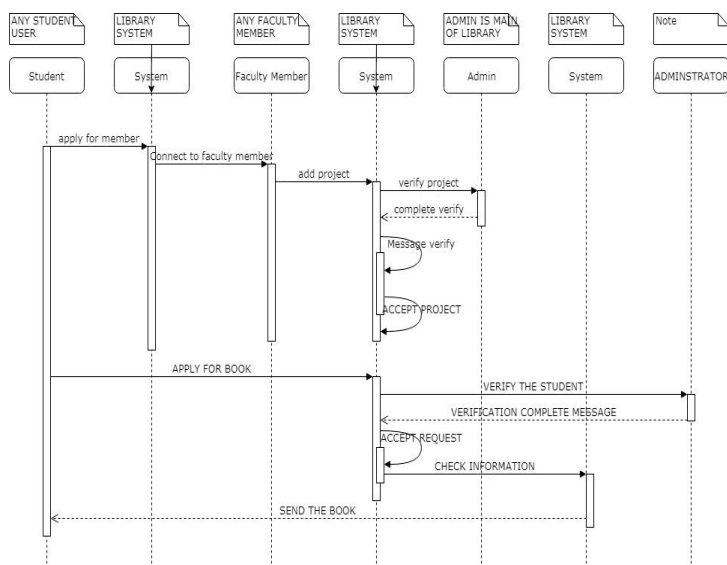 ANY STUDENT
USER
LIBRARY
SYSTEM
ANY FACULTY
MEMBER
LIBRARY
SYSTEM
ADMIN IS MAIN
OF LIBRARY
LIBRARY
SYSTEM
Note
Student
System
Faculty Member
System
Admin
System
ADMINSTRATOR
apply for member
Connect to faculty member
add project
verify project
complete verify
Message verify
ACCEPT PROJECT
APPLY FOR BOOK
VERIFY THE STUDENT
VERIFICATION COMPLETE MESSAGE
ACCEPT REQUEST
CHECK INFORMATION
SEND THE BOOK